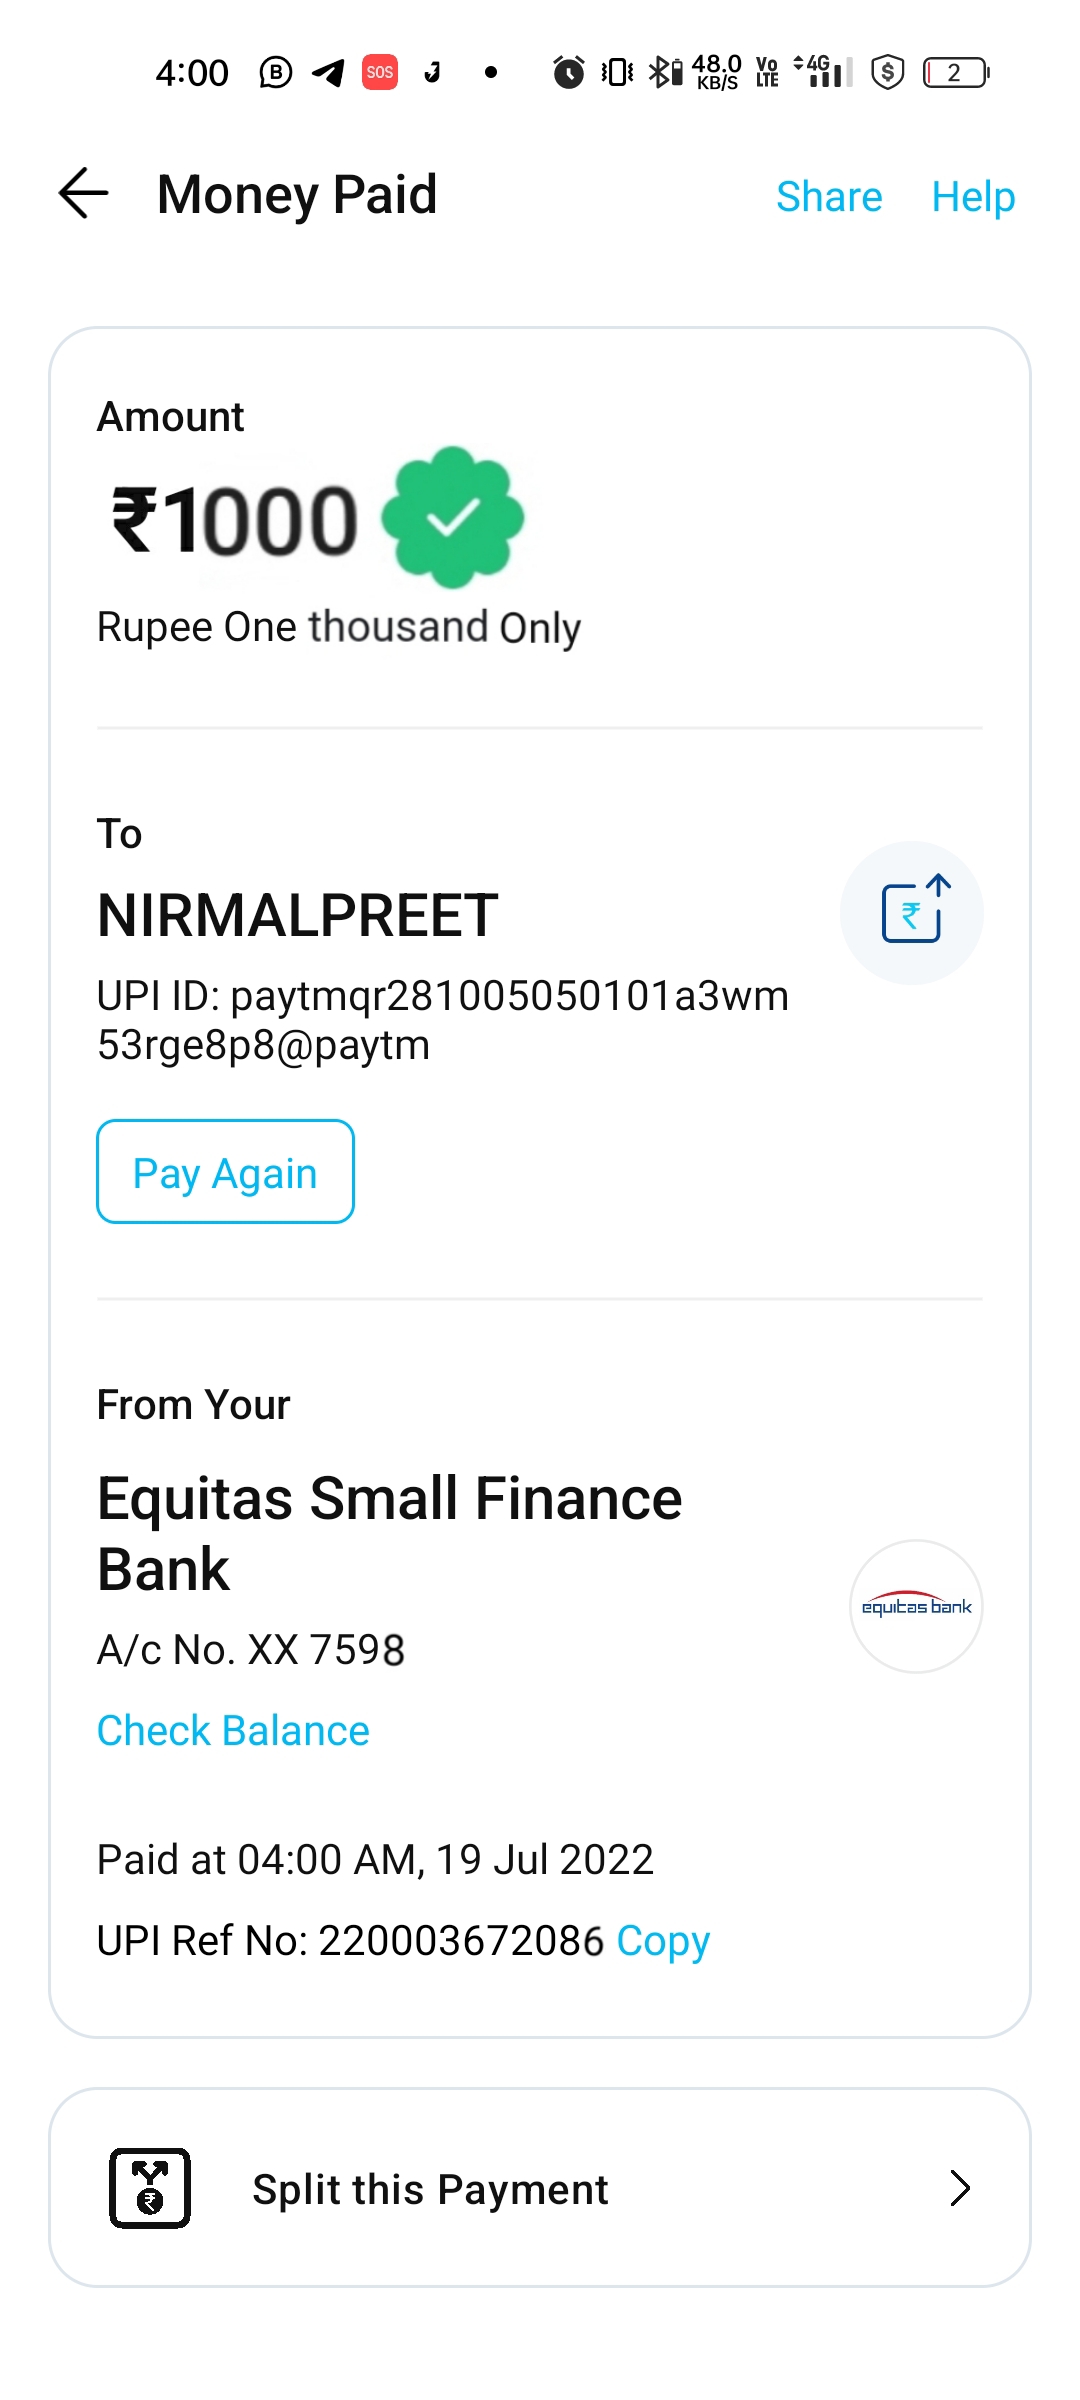 4:00 B SOS 48.0 KB/S Vo LTE 4G $ 2
Money Paid Share Help
Amount
₹1000
Rupee One thousand Only
To
NIRMALPREET
₹
UPI ID: paytmqr281005050101a3wm
53rge8p8@paytm
Pay Again
From Your
Equitas Small Finance
Bank
equitas bank
A/c No. XX 7598
Check Balance
Paid at 04:00 AM, 19 Jul 2022
UPI Ref No: 220003672086 Copy
₹ Split this Payment